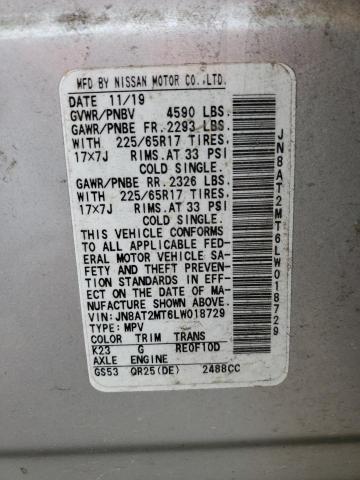 MFD BY NISSAN MOTOR CO.,LTD.
DATE 11/19
GVWR/PNBV 4590 LBS.
GAWR/PNBE FR. 2293 LBS.
WITH 225/65R17 TIRES.
17×7J RIMS.AT 33 PSI
COLD SINGLE.
GAWR/PNBE RR. 2326 LBS.
WITH 225/65R17 TIRES.
17×7J RIMS.AT 33 PSI
COLD SINGLE.
THIS VEHICLE CONFORMS
TO ALL APPLICABLE FED-
ERAL MOTOR VEHICLE SA-
FETY AND THEFT PREVEN-
TION STANDARDS IN EFF-
ECT ON THE DATE OF MA-
NUFACTURE SHOWN ABOVE.
VIN:JN8AT2MT6LW018729
TYPE: MPV
COLOR TRIM TRANS
K23 G RE0F10D
AXLE ENGINE
GS53 QR25(DE) 2488CC
JN8AT2MT6LW018729